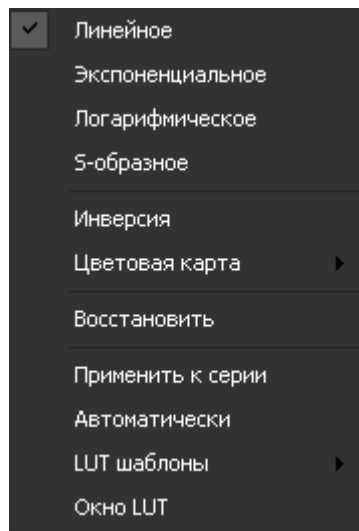 Линейное
Экспоненциальное
Логарифмическое
S-образное
Инверсия
Цветовая карта
Восстановить
Применить к серии
Автоматически
LUT шаблоны
Окно LUT